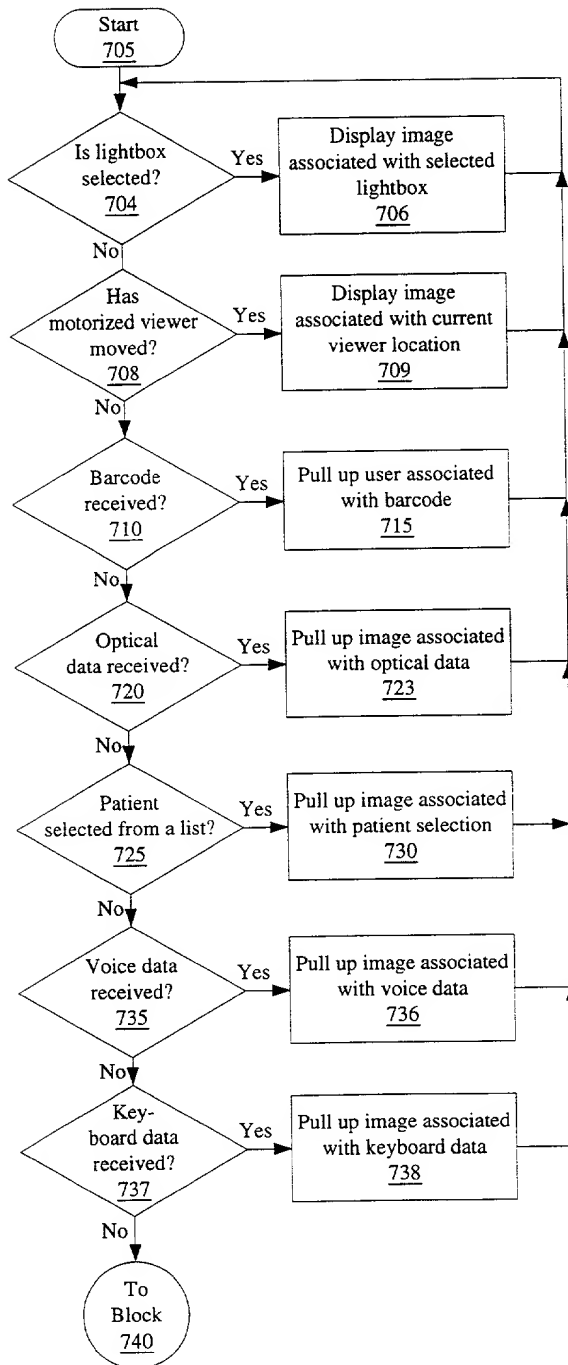 Start
705
Is lightbox
selected?
704
Yes
Display image
associated with selected
lightbox
706
No
Has
motorized viewer
moved?
708
Yes
Display image
associated with current
viewer location
709
No
Barcode
received?
710
Yes
Pull up user associated
with barcode
715
No
Optical
data received?
720
Yes
Pull up image associated
with optical data
723
No
Patient
selected from a list?
725
Yes
Pull up image associated
with patient selection
730
No
Voice data
received?
735
Yes
Pull up image associated
with voice data
736
No
Key-
board data
received?
737
Yes
Pull up image associated
with keyboard data
738
No
To
Block
740